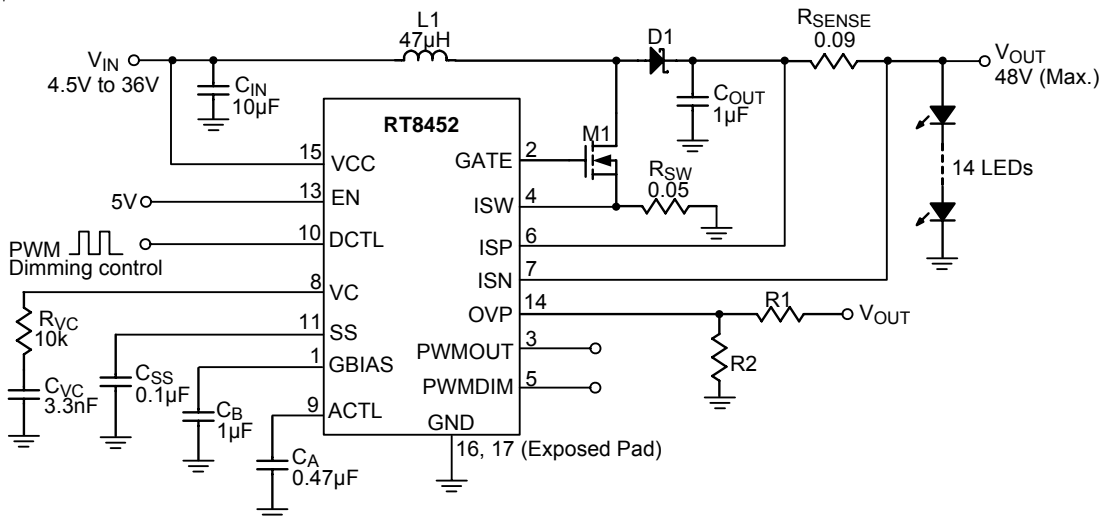 L1
47µH
D1
RSENSE
0.09
VIN
4.5V to 36V
VOUT
48V (Max.)
CIN
10µF
COUT
1µF
RT8452
M1
15
VCC
GATE
2
14 LEDs
RSW
0.05
5V
13
EN
ISW
4
PWM
Dimming control
10
DCTL
ISP
6
ISN
7
8
VC
OVP
14
R1
VOUT
RVC
10k
11
SS
R2
PWMOUT
3
1
GBIAS
PWMDIM
5
CVC
3.3nF
CSS
0.1µF
CB
1µF
9
ACTL
GND
16, 17 (Exposed Pad)
CA
0.47µF